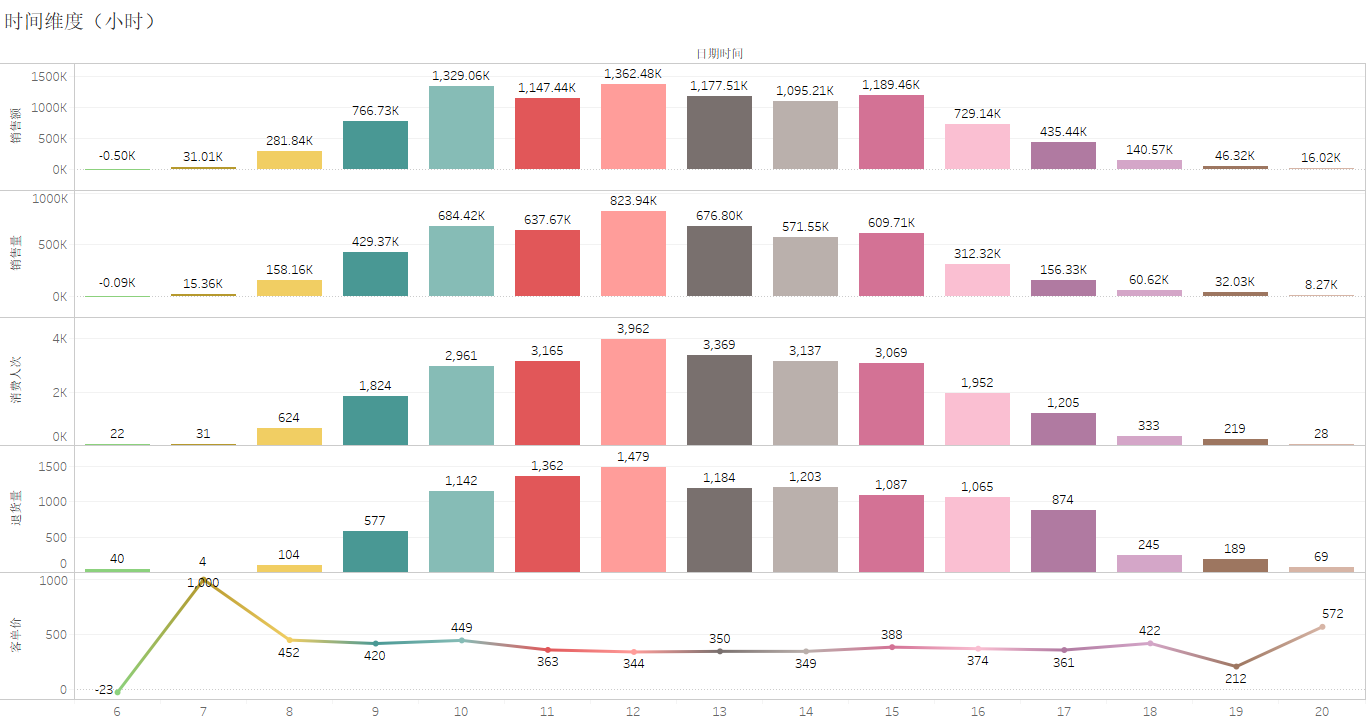 时间维度（小时）
日期时间
销售额
1500K
1000K
500K
0K
-0.50K 31.01K 281.84K 766.73K 1,329.06K 1,147.44K 1,362.48K 1,177.51K 1,095.21K 1,189.46K 729.14K 435.44K 140.57K 46.32K 16.02K
销售量
1000K
500K
0K
-0.09K 15.36K 158.16K 429.37K 684.42K 637.67K 823.94K 676.80K 571.55K 609.71K 312.32K 156.33K 60.62K 32.03K 8.27K
消费人次
4K
2K
0K
22 31 624 1,824 2,961 3,165 3,962 3,369 3,137 3,069 1,952 1,205 333 219 28
退货量
1500
1000
500
0
40 4 104 577 1,142 1,362 1,479 1,184 1,203 1,087 1,065 874 245 189 69
客单价
1000
500
0
-23 1,000 452 420 449 363 344 350 349 388 374 361 422 212 572
6 7 8 9 10 11 12 13 14 15 16 17 18 19 20